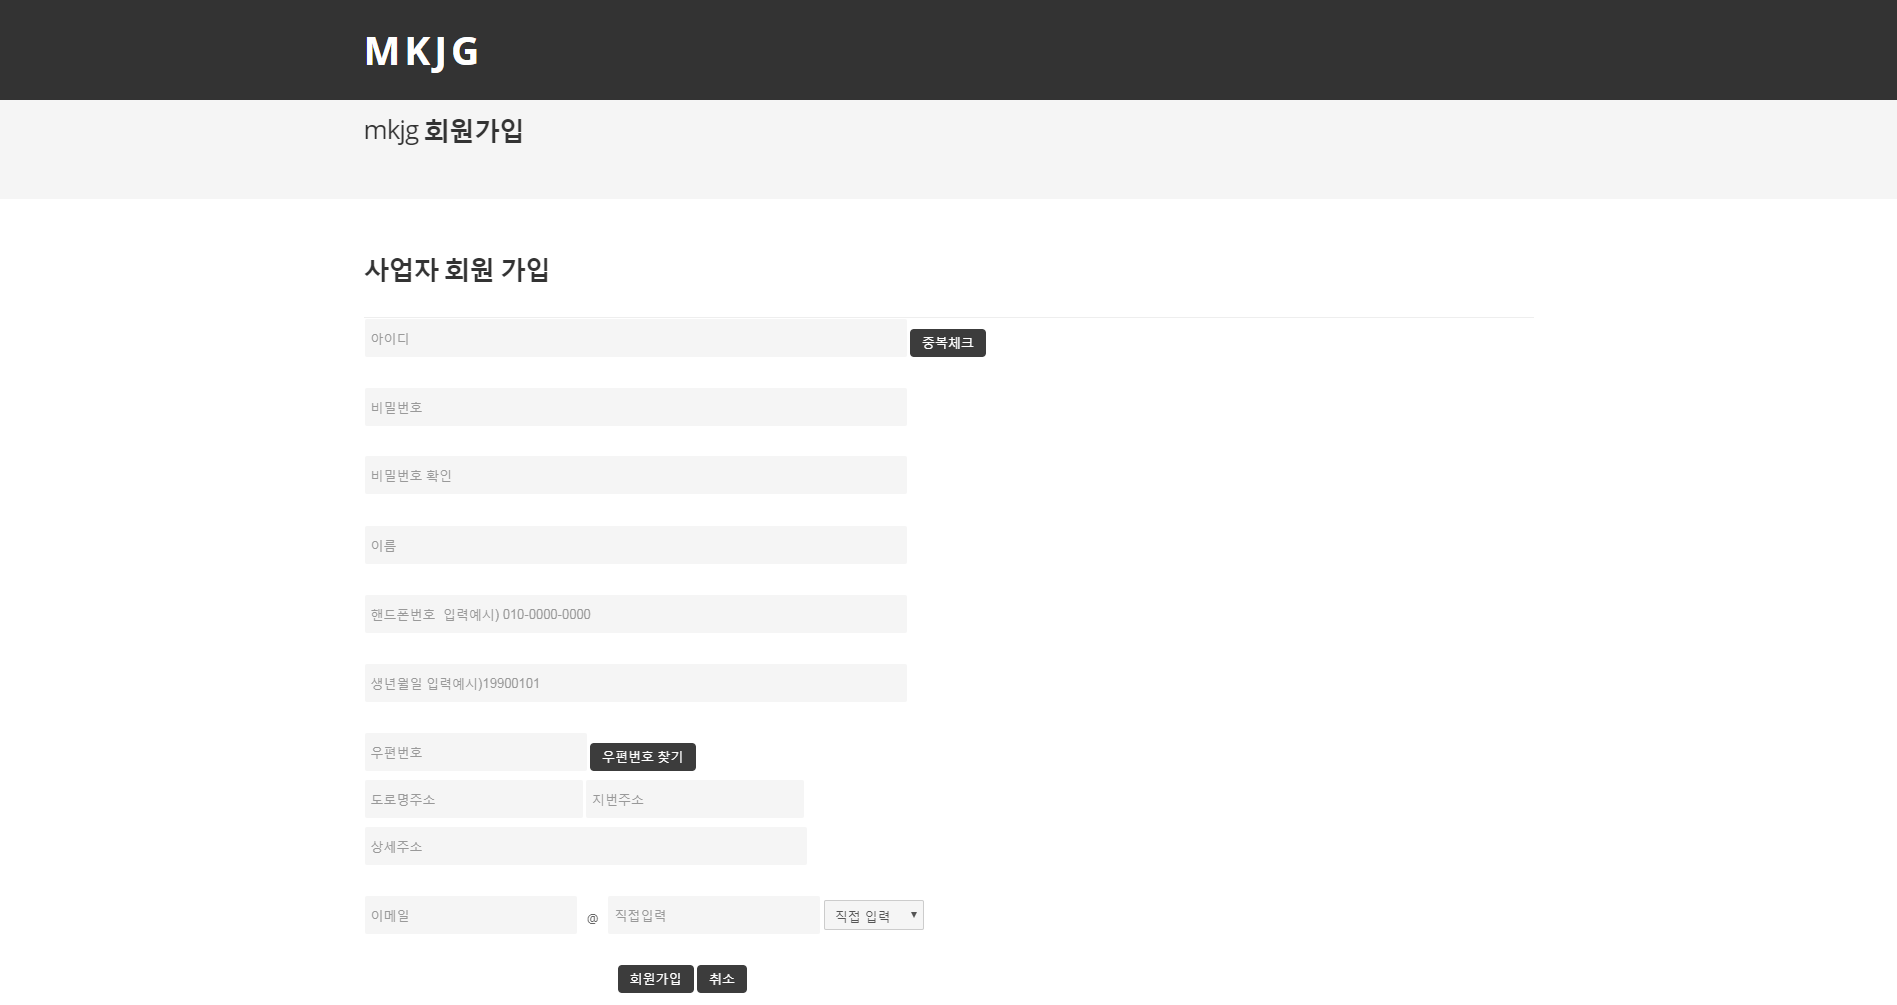 MKJG
mkjg 회원가입
사업자 회원 가입
아이디 중복체크
비밀번호
비밀번호 확인
이름
핸드폰번호 입력예시) 010-0000-0000
생년월일 입력예시)19900101
우편번호 우편번호 찾기
도로명주소 지번주소
상세주소
이메일 @ 직접입력 직접 입력
회원가입 취소